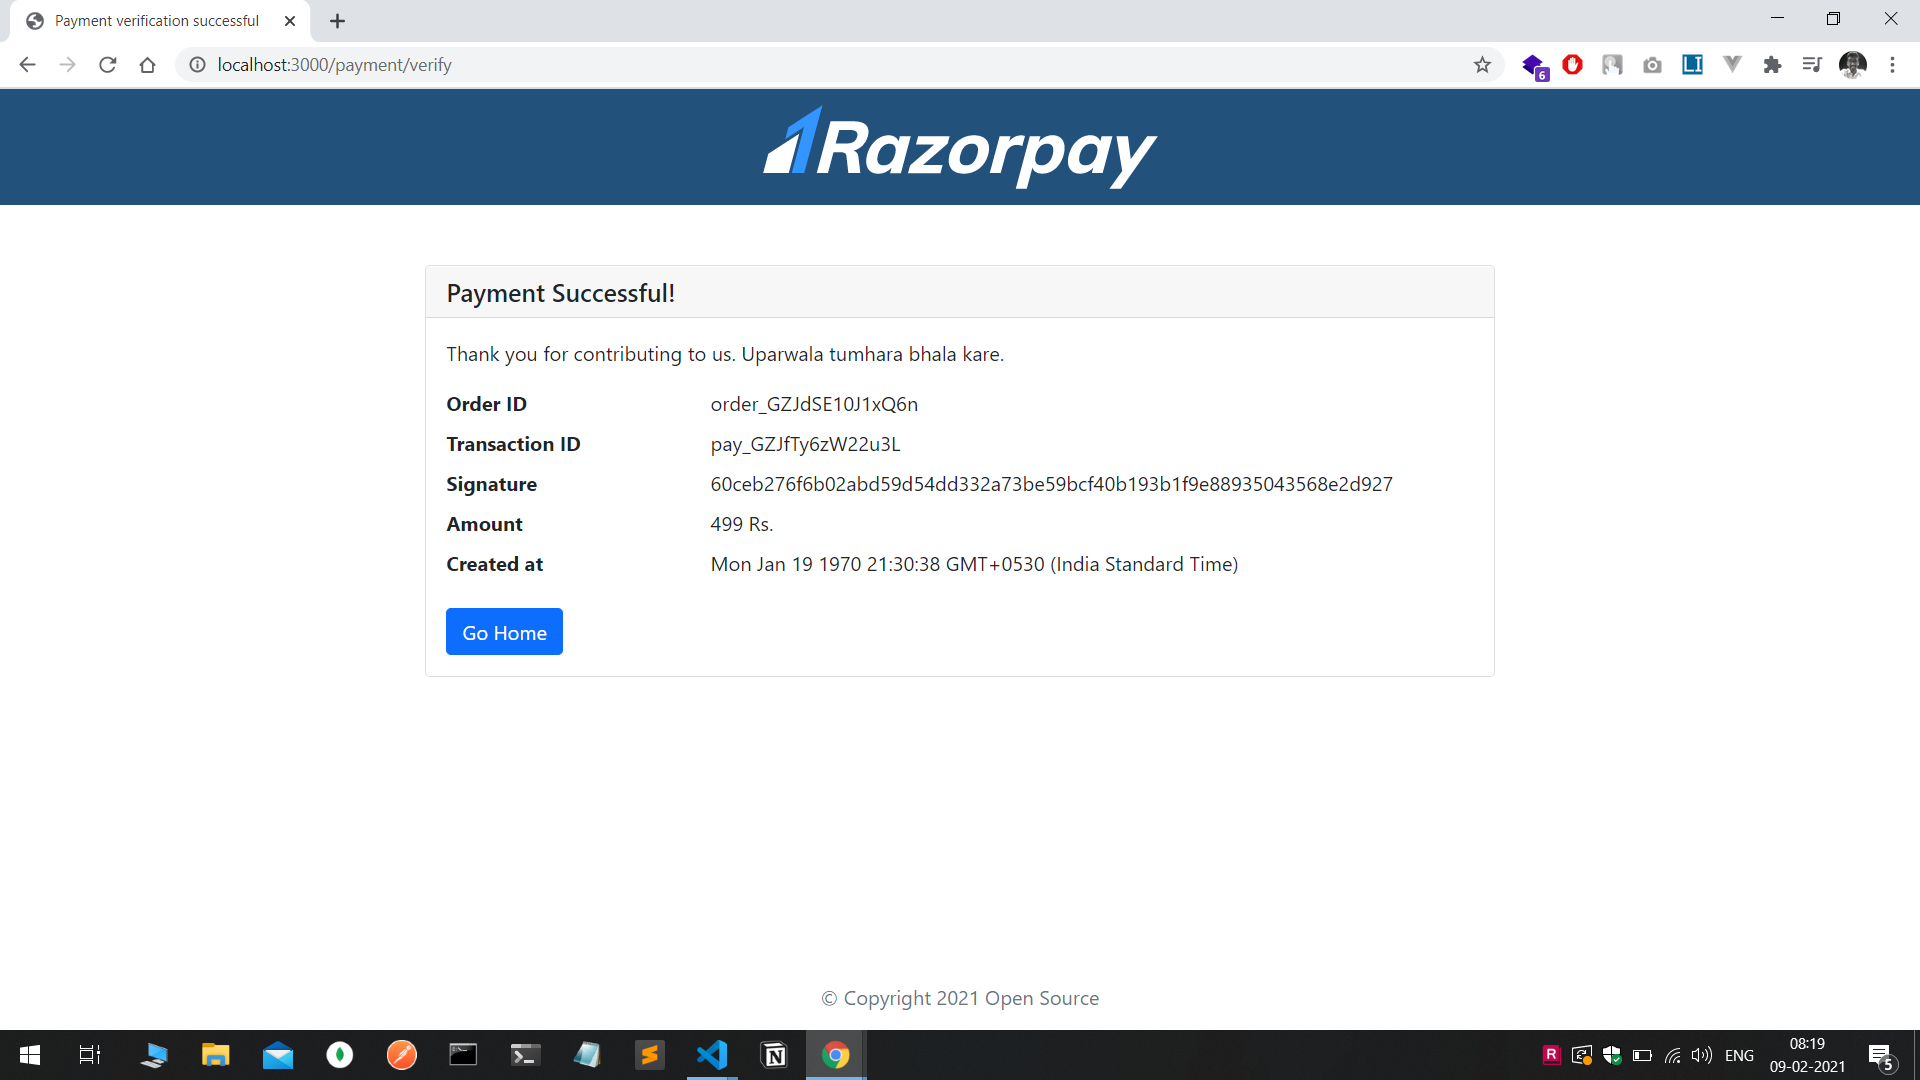 Payment verification successful
localhost:3000/payment/verify
6
LI
Razorpay
Payment Successful!
Thank you for contributing to us. Uparwala tumhara bhala kare.
Order ID order_GZJdSE10J1xQ6n
Transaction ID pay_GZJfTy6zW22u3L
Signature 60ceb276f6b02abd59d54dd332a73be59bcf40b193b1f9e88935043568e2d927
Amount 499 Rs.
Created at Mon Jan 19 1970 21:30:38 GMT+0530 (India Standard Time)
Go Home
© Copyright 2021 Open Source
R
ENG
08:19
09-02-2021
5